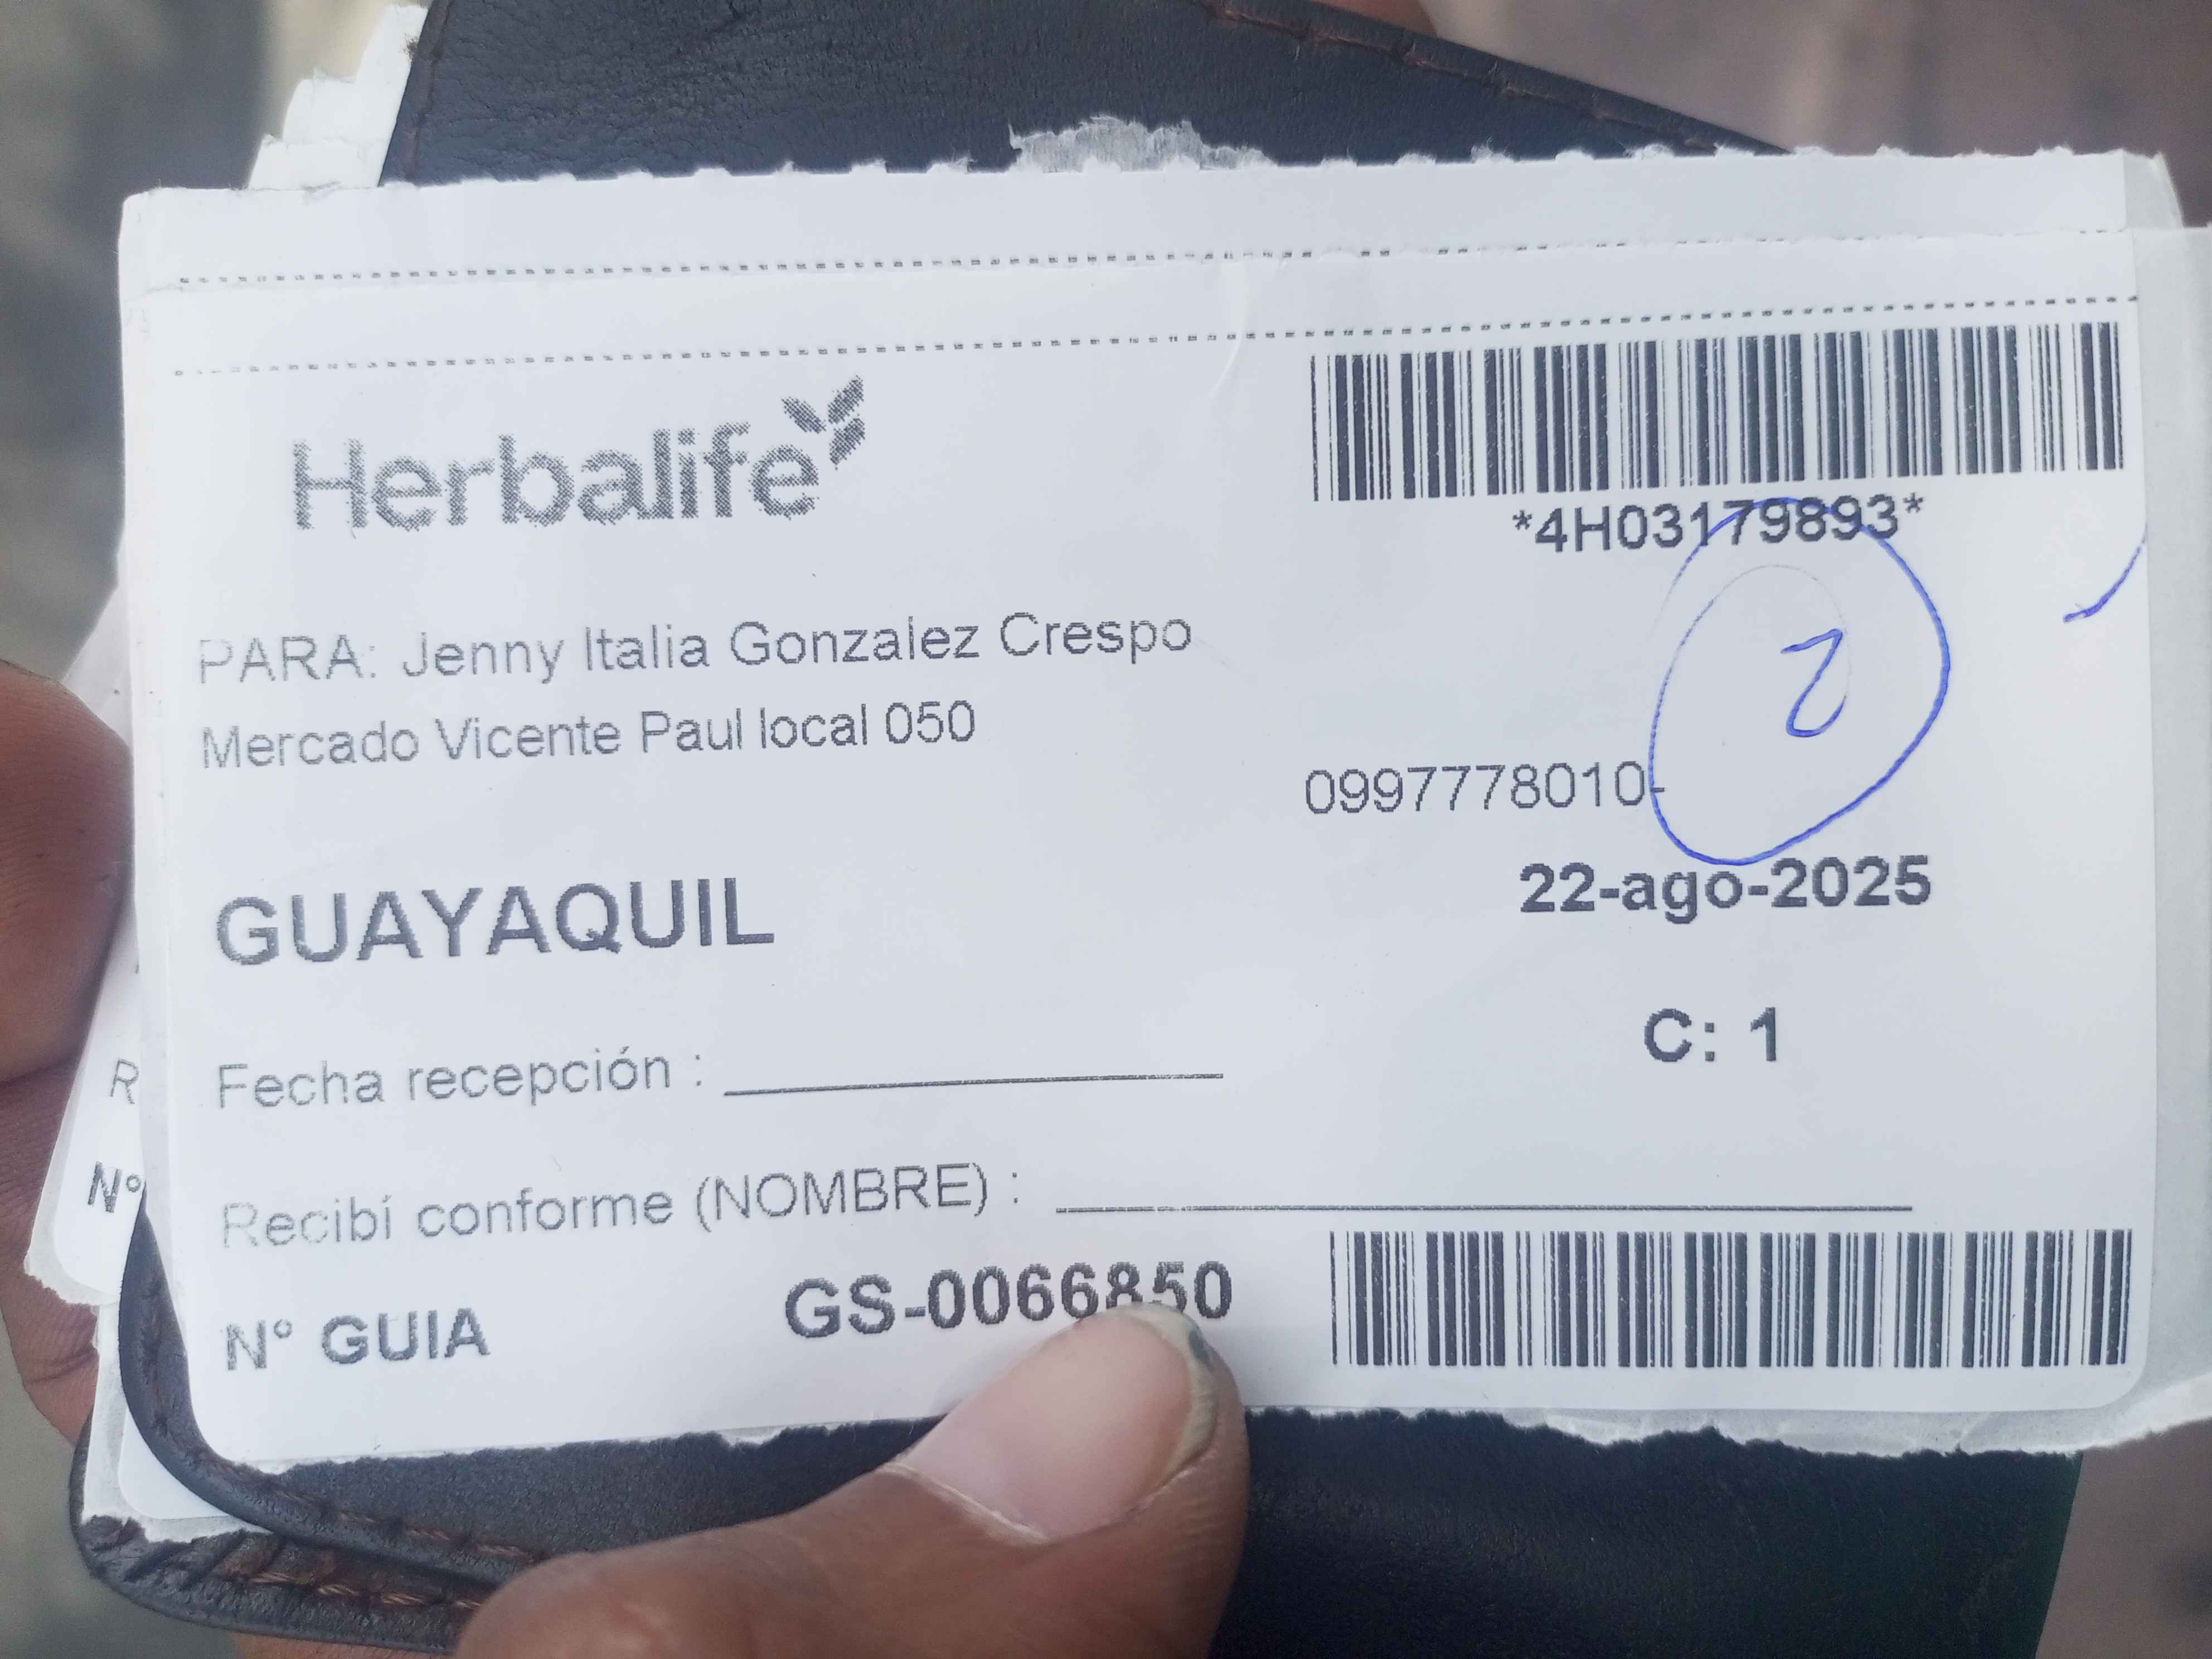 Herbalife
*4H03179893*
PARA: Jenny Italia Gonzalez Crespo
2
Mercado Vicente Paul local 050
0997778010-
GUAYAQUIL
22-ago-2025
C: 1
Fecha recepción :
Recibí conforme (NOMBRE) :
N° GUIA GS-0066850
R
N°